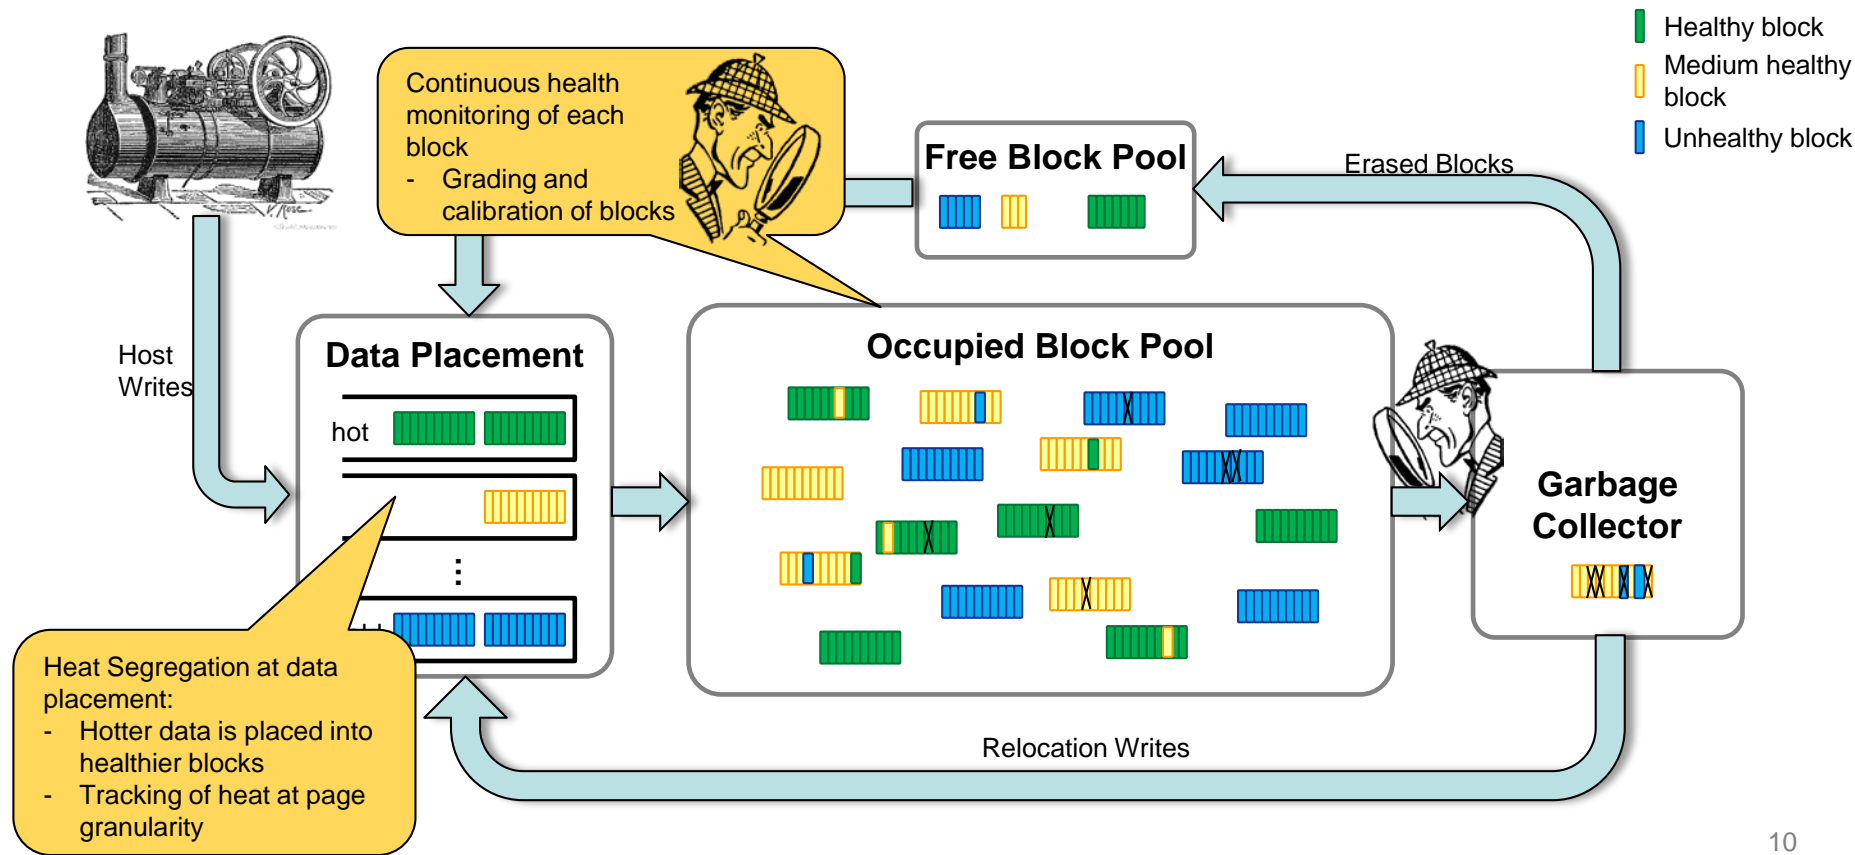 Healthy block
Medium healthy
block
Unhealthy block
Continuous health
monitoring of each
block
- Grading and
calibration of blocks
Free Block Pool
Erased Blocks
Host
Writes
Data Placement
hot
⋮
Occupied Block Pool
Garbage
Collector
Heat Segregation at data
placement:
- Hotter data is placed into
healthier blocks
- Tracking of heat at page
granularity
Relocation Writes
10